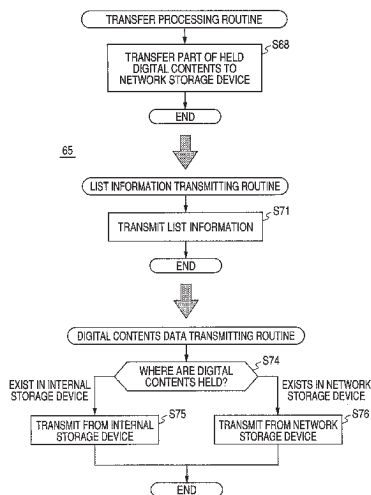 TRANSFER PROCESSING ROUTINE
S68
TRANSFER PART OF HELD
DIGITAL CONTENTS TO
NETWORK STORAGE DEVICE
END
65
LIST INFORMATION TRANSMITTING ROUTINE
S71
TRANSMIT LIST INFORMATION
END
DIGITAL CONTENTS DATA TRANSMITTING ROUTINE
S74
WHERE ARE DIGITAL
CONTENTS HELD?
EXIST IN INTERNAL
STORAGE DEVICE
EXISTS IN NETWORK
STORAGE DEVICE
S75
TRANSMIT FROM INTERNAL
STORAGE DEVICE
S76
TRANSMIT FROM NETWORK
STORAGE DEVICE
END